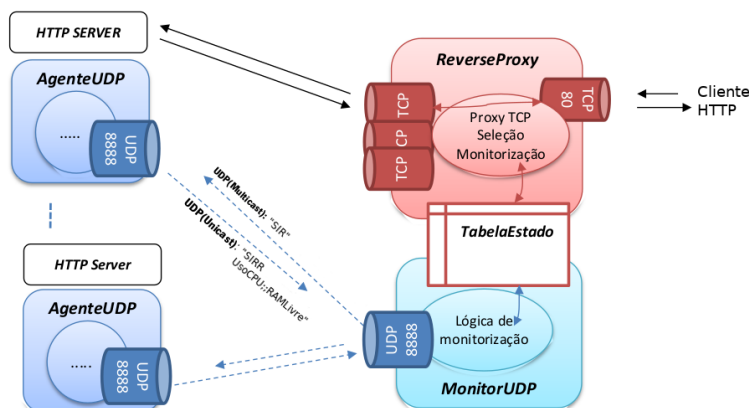 HTTP SERVER
AgenteUDP
.....
UDP
8888
HTTP Server
AgenteUDP
.....
UDP
8888
UDP(Multicast): "SIR"
UDP(Unicast): "SIRR
UsoCPU;;RAMLivre"
ReverseProxy
TCP
CP
TCP
TCP
80
Proxy TCP
Seleção
Monitorização
Cliente
HTTP
TabelaEstado
UDP
8888
Lógica de
monitorização
MonitorUDP